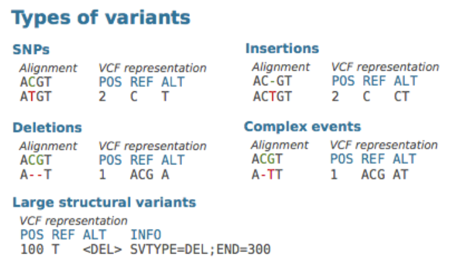 Types of variants
SNPs
Alignment VCF representation
ACGT POS REF ALT
ATGT 2 C T
Insertions
Alignment VCF representation
AC-GT POS REF ALT
ACTGT 2 C CT
Deletions
Alignment VCF representation
ACGT POS REF ALT
A--T 1 ACG A
Complex events
Alignment VCF representation
ACGT POS REF ALT
A-TT 1 ACG AT
Large structural variants
VCF representation
POS REF ALT INFO
100 T <DEL> SVTYPE=DEL;END=300